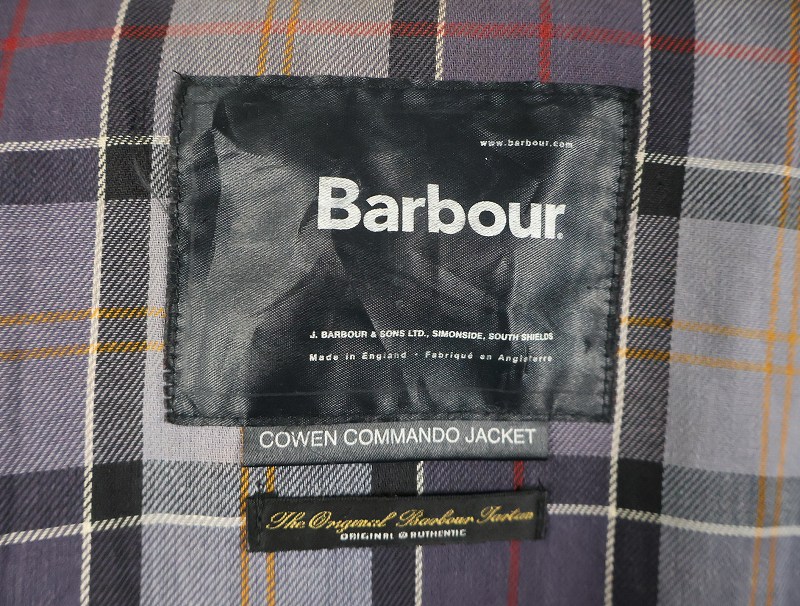 www.barbour.com
Barbour.
J. BARBOUR & SONS LTD., SIMONSIDE, SOUTH SHIELDS
Made in England · Fabriqué en Angleterre
COWEN COMMANDO JACKET
The Original Barbour Tartan
ORIGINAL & AUTHENTIC